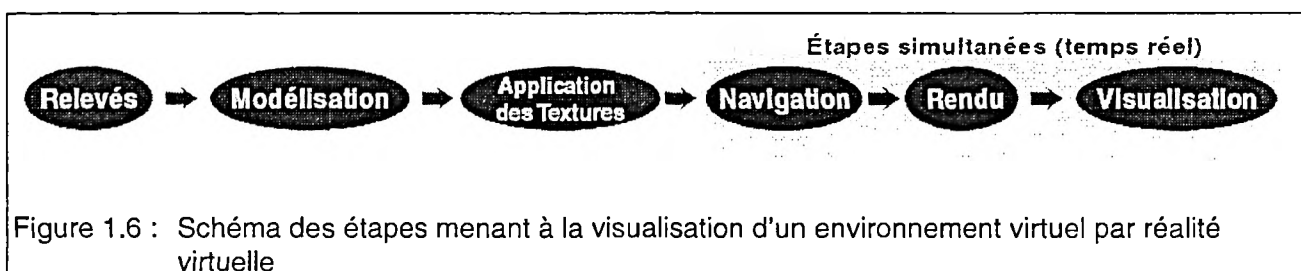 Étapes simultanées (temps réel)
Relevés Modélisation Application des Textures Navigation Rendu Visualisation
Figure 1.6 : Schéma des étapes menant à la visualisation d'un environnement virtuel par réalité
virtuelle